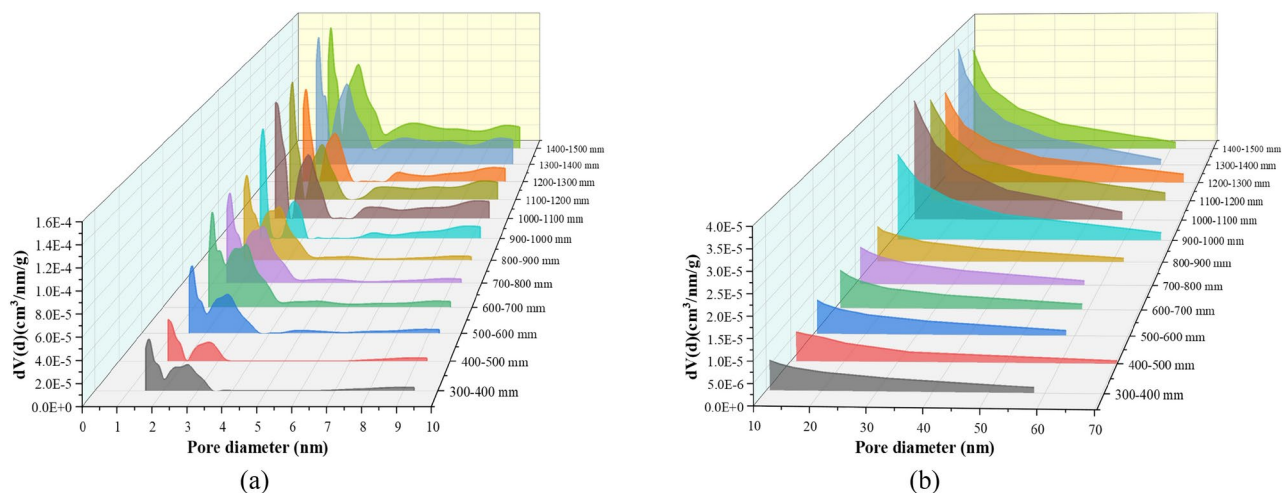 1.6E-4
1.4E-4
1.2E-4
1.0E-4
8.0E-5
6.0E-5
4.0E-5
2.0E-5
0.0E+0
dV(d)(cm³/nm/g)
0 1 2 3 4 5 6 7 8 9 10
Pore diameter (nm)
1400-1500 mm
1300-1400 mm
1200-1300 mm
1100-1200 mm
1000-1100 mm
900-1000 mm
800-900 mm
700-800 mm
600-700 mm
500-600 mm
400-500 mm
300-400 mm
(a)
4.0E-5
3.5E-5
3.0E-5
2.5E-5
2.0E-5
1.5E-5
1.0E-5
5.0E-6
0.0E+0
dV(d)(cm³/nm/g)
10 20 30 40 50 60 70
Pore diameter (nm)
1400-1500 mm
1300-1400 mm
1200-1300 mm
1100-1200 mm
1000-1100 mm
900-1000 mm
800-900 mm
700-800 mm
600-700 mm
500-600 mm
400-500 mm
300-400 mm
(b)